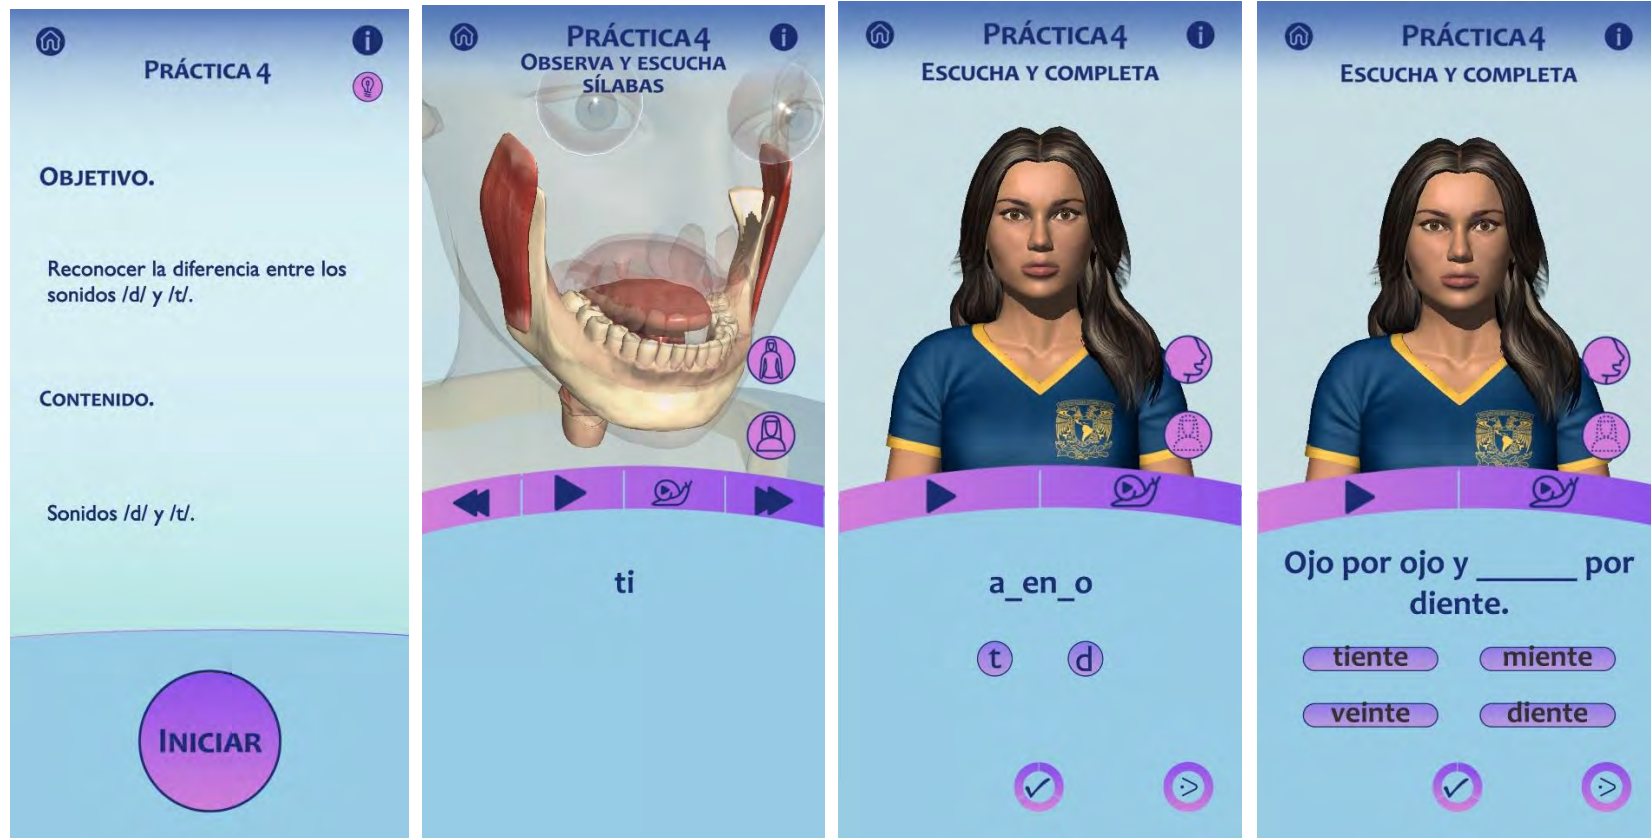 PRÁCTICA 4
OBJETIVO.
Reconocer la diferencia entre los
sonidos /d/ y /t/.
CONTENIDO.
Sonidos /d/ y /t/.
INICIAR
PRÁCTICA 4
OBSERVA Y ESCUCHA
SÍLABAS
ti
PRÁCTICA 4
ESCUCHA Y COMPLETA
a_en_o
t d
PRÁCTICA 4
ESCUCHA Y COMPLETA
Ojo por ojo y ______ por
diente.
tiente miente
veinte diente